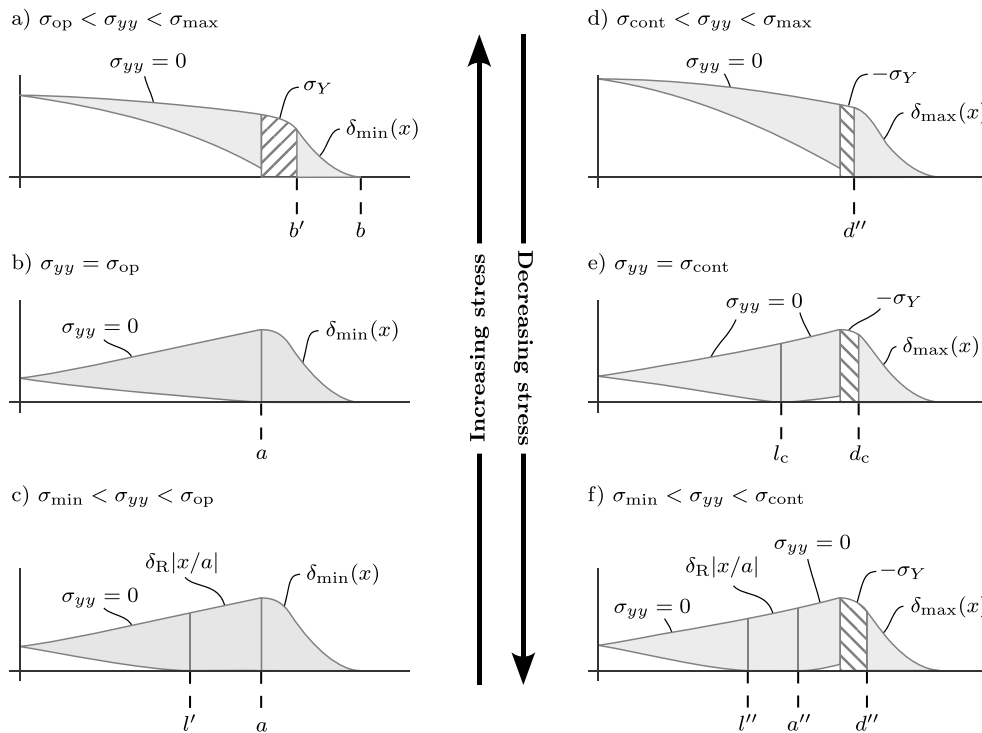 a) σop < σyy < σmax
σyy = 0
σY
δmin(x)
b′
b
b) σyy = σop
σyy = 0
δmin(x)
a
c) σmin < σyy < σop
δR|x/a|
σyy = 0
δmin(x)
l′
a
Increasing stress
Decreasing stress
d) σcont < σyy < σmax
σyy = 0
−σY
δmax(x)
d′′
e) σyy = σcont
σyy = 0
−σY
δmax(x)
lc
dc
f) σmin < σyy < σcont
σyy = 0
δR|x/a|
−σY
σyy = 0
δmax(x)
l′′
a′′
d′′